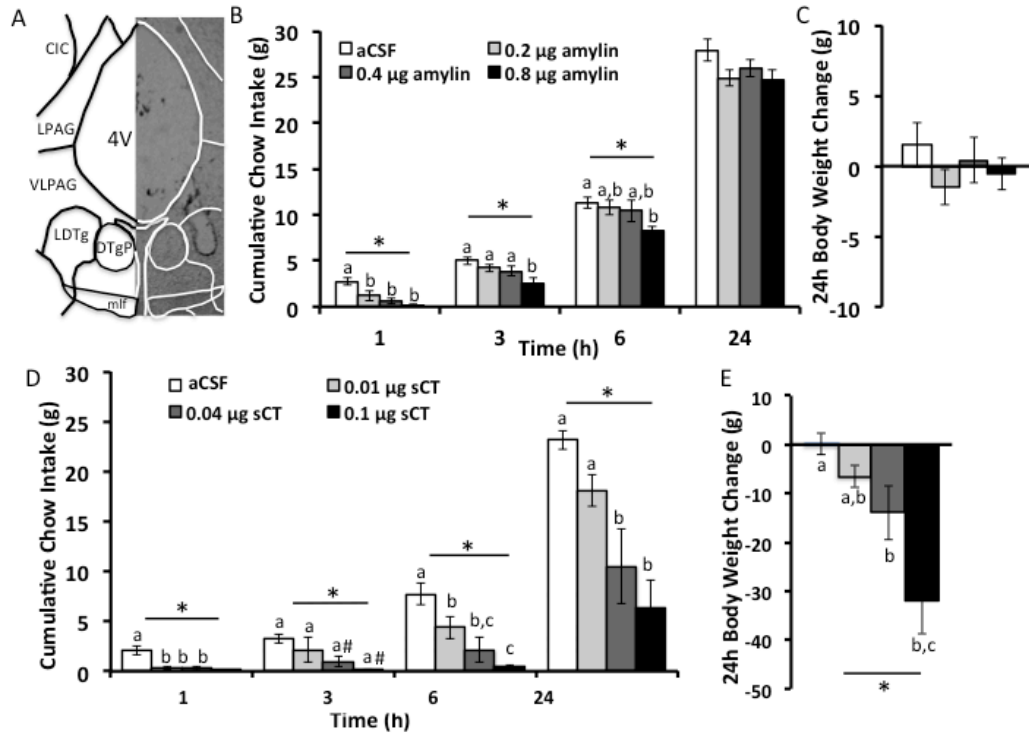 A
CIC
LPAG
4V
VLPAG
LDTg
DTgP
mlf
B
Cumulative Chow Intake (g)
30
25
20
15
10
5
0
aCSF
0.2 µg amylin
0.4 µg amylin
0.8 µg amylin
*
a
b
b
b
*
a
a
a
b
*
a
a,b
a,b
b
1
3
6
24
Time (h)
C
24h Body Weight Change (g)
10
5
0
-5
-10
D
Cumulative Chow Intake (g)
30
25
20
15
10
5
0
aCSF
0.01 µg sCT
0.04 µg sCT
0.1 µg sCT
*
a
b b b
*
a
a
a#
a#
*
a
b
b,c
c
*
a
a
b
b
1
3
6
24
Time (h)
E
24h Body Weight Change (g)
0
-10
-20
-30
-40
-50
a
a,b
b
b,c
*